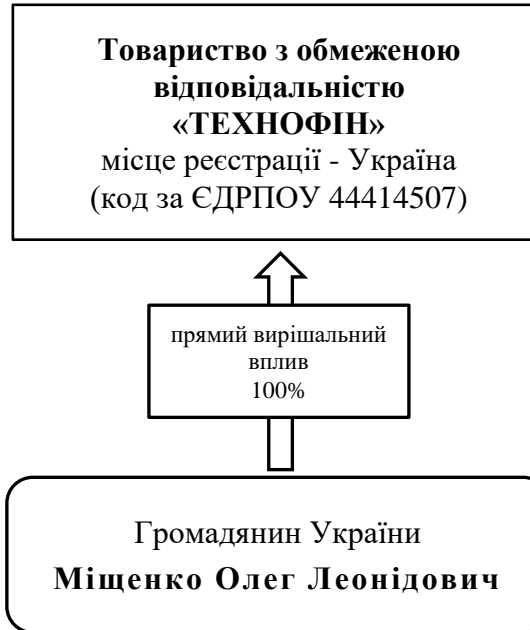 Товариство з обмеженою
відповідальністю
«ТЕХНОФІН»
місце реєстрації - Україна
(код за ЄДРПОУ 44414507)
прямий вирішальний
вплив
100%
Громадянин України
Міщенко Олег Леонідович